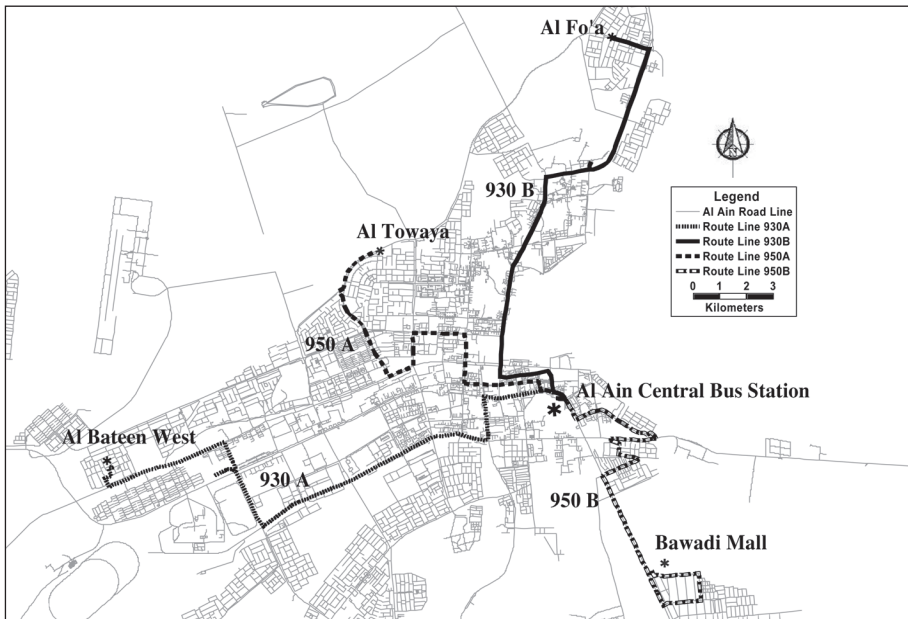 Al Fo'a
930 B
Legend
Al Ain Road Line
Route Line 930A
Route Line 930B
Route Line 950A
Route Line 950B
0 1 2 3
Kilometers
Al Towaya
950 A
Al Ain Central Bus Station
Al Bateen West
930 A
950 B
Bawadi Mall